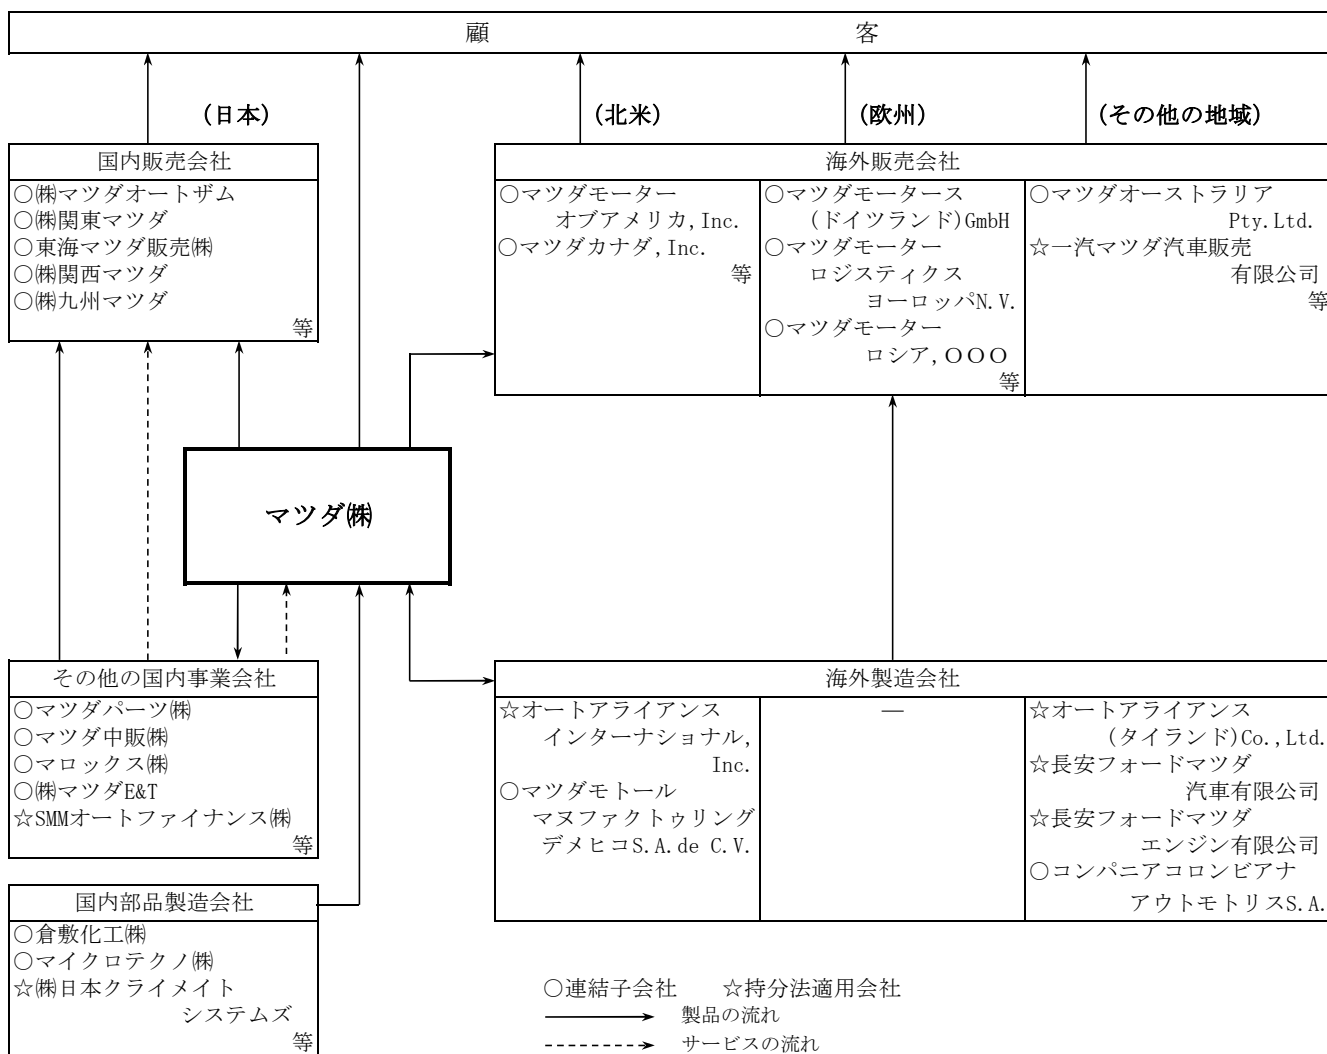 顧　客
(日本)
(北米)
(欧州)
(その他の地域)
国内販売会社
○㈱マツダオートザム
○㈱関東マツダ
○東海マツダ販売㈱
○㈱関西マツダ
○㈱九州マツダ
等
海外販売会社
○マツダモーター
オブアメリカ,Inc.
○マツダカナダ,Inc.
等
○マツダモータース
(ドイツランド)GmbH
○マツダモーター
ロジスティクス
ヨーロッパN.V.
○マツダモーター
ロシア,ＯＯＯ
等
○マツダオーストラリア
Pty.Ltd.
☆一汽マツダ汽車販売
有限公司
等
マツダ㈱
その他の国内事業会社
○マツダパーツ㈱
○マツダ中販㈱
○マロックス㈱
○㈱マツダE&T
☆SMMオートファイナンス㈱
等
海外製造会社
☆オートアライアンス
インターナショナル,
Inc.
○マツダモトール
マヌファクトゥリング
デメヒコS.A.de C.V.
―
☆オートアライアンス
(タイランド)Co.,Ltd.
☆長安フォードマツダ
汽車有限公司
☆長安フォードマツダ
エンジン有限公司
○コンパニアコロンビアナ
アウトモトリスS.A.
国内部品製造会社
○倉敷化工㈱
○マイクロテクノ㈱
☆㈱日本クライメイト
システムズ
等
○連結子会社　☆持分法適用会社
製品の流れ
サービスの流れ